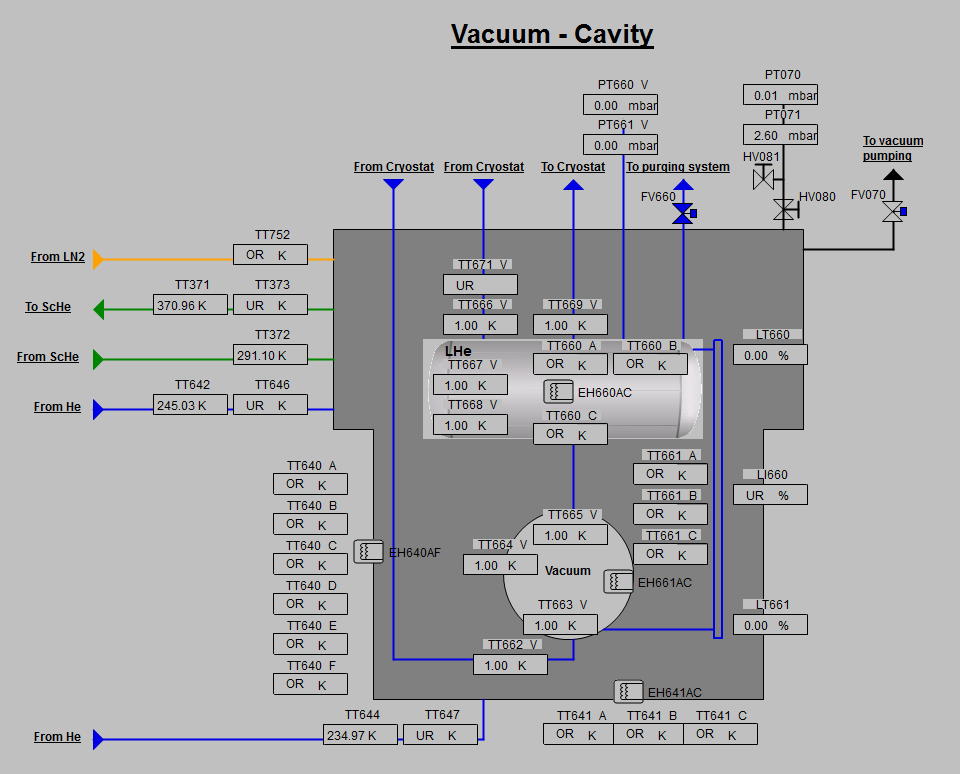 Vacuum - Cavity
PT660 V
0.00 mbar
PT661 V
0.00 mbar
PT070
0.01 mbar
PT071
2.60 mbar
HV081
HV080
To vacuum
pumping
FV070
From Cryostat
From Cryostat
To Cryostat
To purging system
FV660
From LN2
TT752
OR K
To ScHe
TT371
370.96 K
TT373
UR K
From ScHe
TT372
291.10 K
From He
TT642
245.03 K
TT646
UR K
TT671 V
UR
TT666 V
1.00 K
TT669 V
1.00 K
LHe
TT660 A
OR K
TT660 B
OR K
TT667 V
1.00 K
EH660AC
TT668 V
1.00 K
TT660 C
OR K
LT660
0.00 %
TT661 A
OR K
TT661 B
OR K
TT661 C
OR K
LI660
UR %
TT640 A
OR K
TT640 B
OR K
TT640 C
OR K
TT640 D
OR K
TT640 E
OR K
TT640 F
OR K
EH640AF
TT665 V
1.00 K
TT664 V
1.00 K
Vacuum
EH661AC
TT663 V
1.00 K
TT662 V
1.00 K
LT661
0.00 %
EH641AC
TT641 A
OR K
TT641 B
OR K
TT641 C
OR K
From He
TT644
234.97 K
TT647
UR K